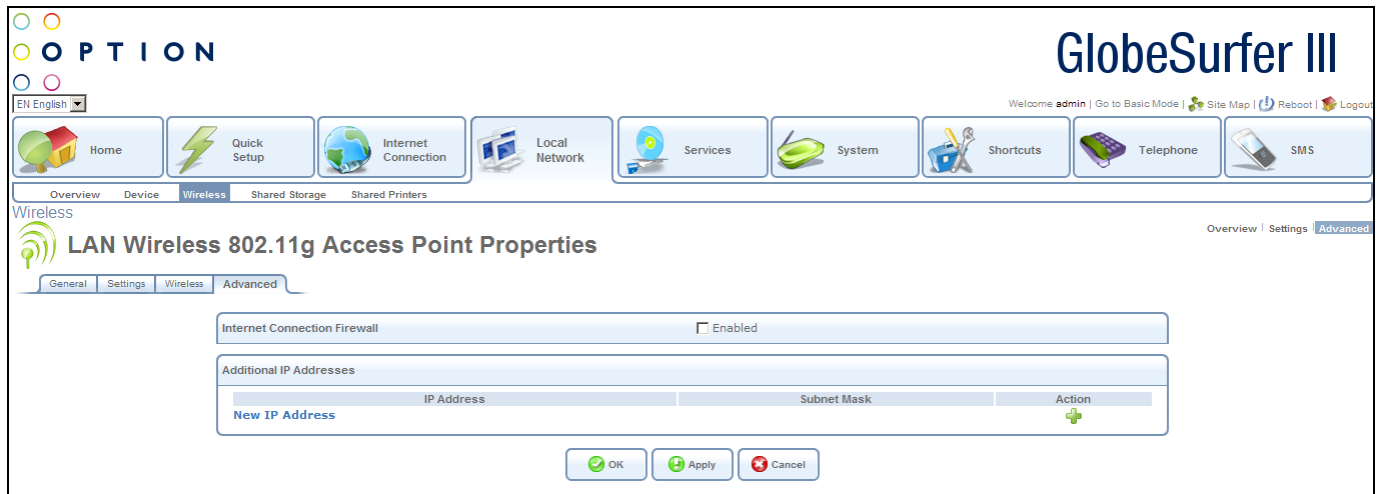 OPTION
GlobeSurfer III
EN English
Welcome admin | Go to Basic Mode | Site Map | Reboot | Logout
Home
Quick Setup
Internet Connection
Local Network
Services
System
Shortcuts
Telephone
SMS
Overview Device Wireless Shared Storage Shared Printers
Wireless
Overview | Settings | Advanced
LAN Wireless 802.11g Access Point Properties
General Settings Wireless Advanced
Internet Connection Firewall Enabled
Additional IP Addresses
IP Address Subnet Mask Action
New IP Address
OK Apply Cancel